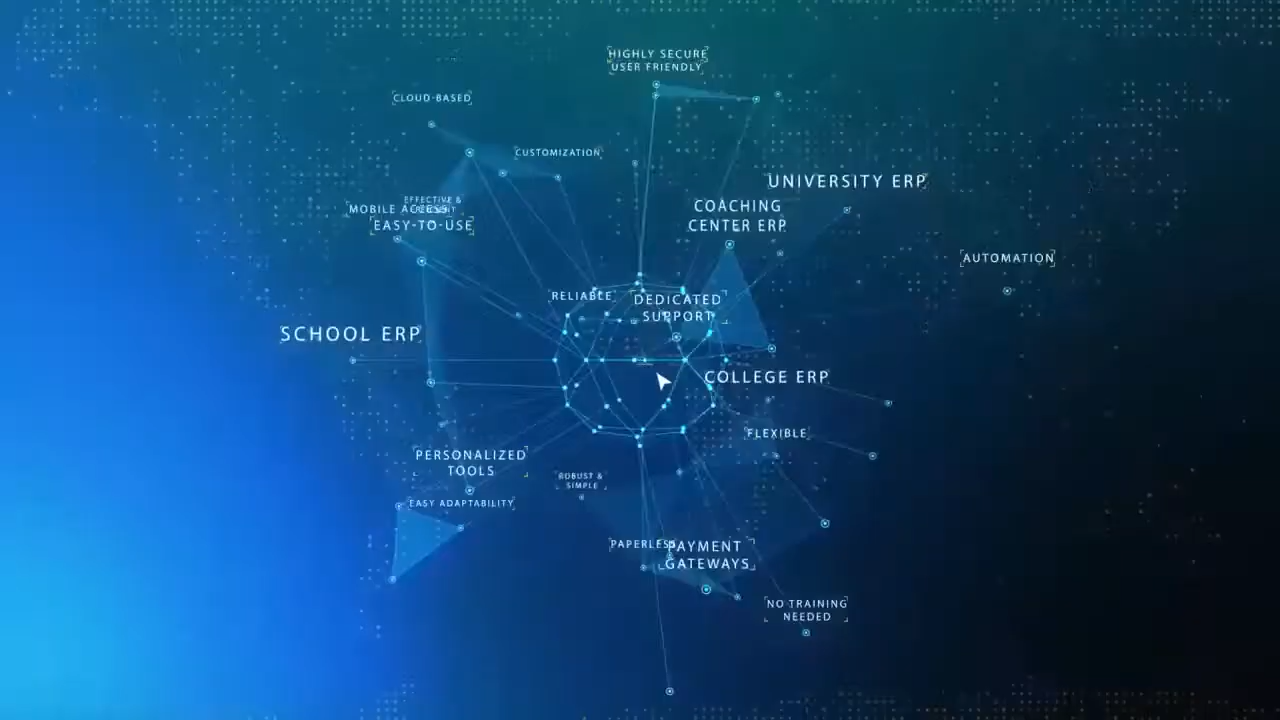 HIGHLY SECURE
USER FRIENDLY
CLOUD-BASED
CUSTOMIZATION
UNIVERSITY ERP
EFFECTIVE &
MOBILE ACCESS
EASY-TO-USE
COACHING
CENTER ERP
AUTOMATION
RELIABLE
DEDICATED
SUPPORT
SCHOOL ERP
COLLEGE ERP
FLEXIBLE
PERSONALIZED
TOOLS
ROBUST &
SIMPLE
EASY ADAPTABILITY
PAPERLESS
PAYMENT
GATEWAYS
NO TRAINING
NEEDED